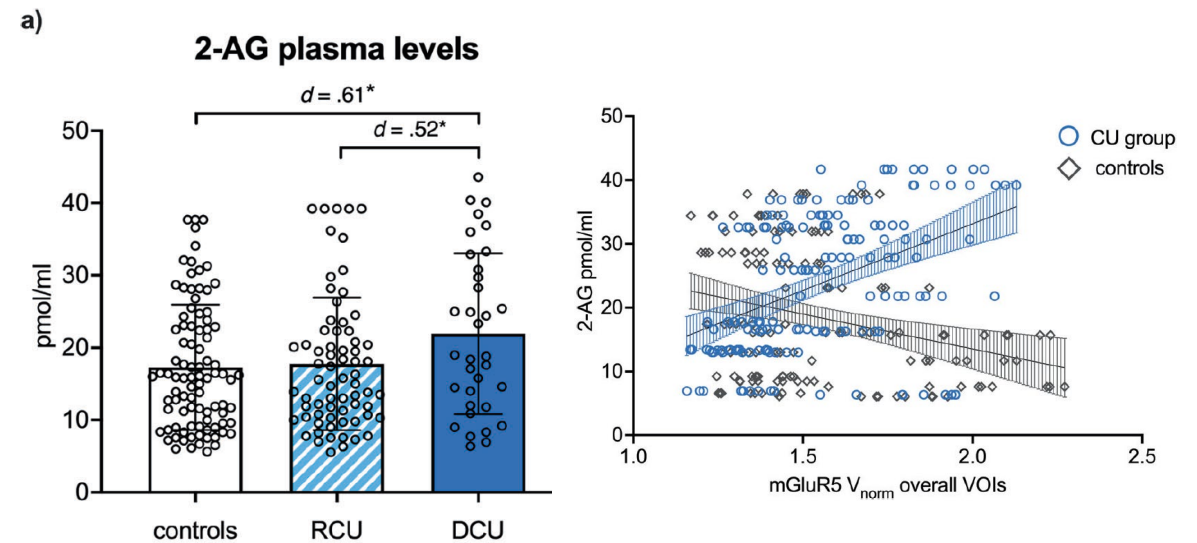 a)
2-AG plasma levels
d = .61*
d = .52*
50
40
30
20
10
0
pmol/ml
controls
RCU
DCU
50
40
30
20
10
0
2-AG pmol/ml
1.0
1.5
2.0
2.5
mGluR5 Vnorm overall VOIs
CU group
controls